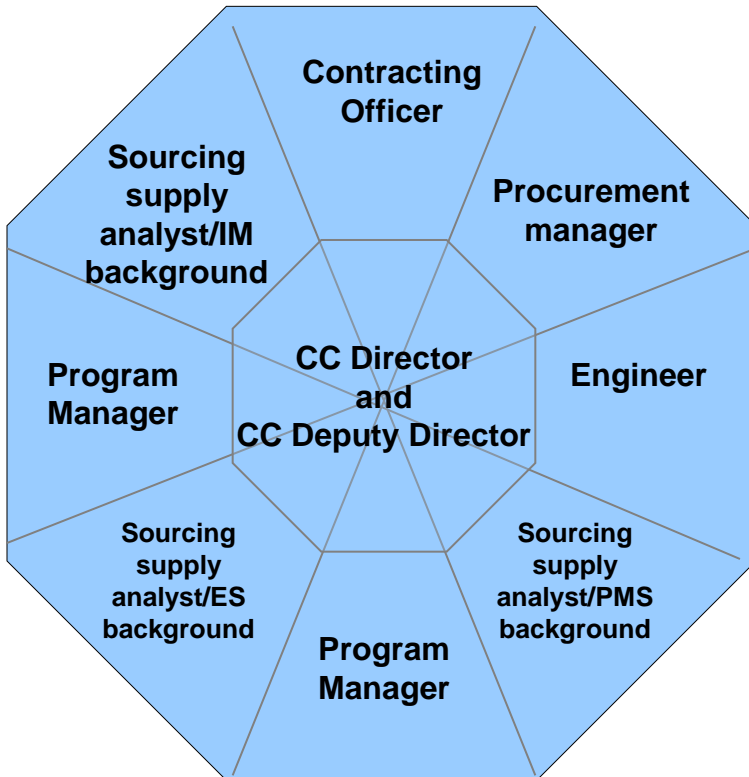 Contracting
Officer
Sourcing
supply
analyst/IM
background
Procurement
manager
Program
Manager
CC Director
and
CC Deputy Director
Engineer
Sourcing
supply
analyst/ES
background
Program
Manager
Sourcing
supply
analyst/PMS
background